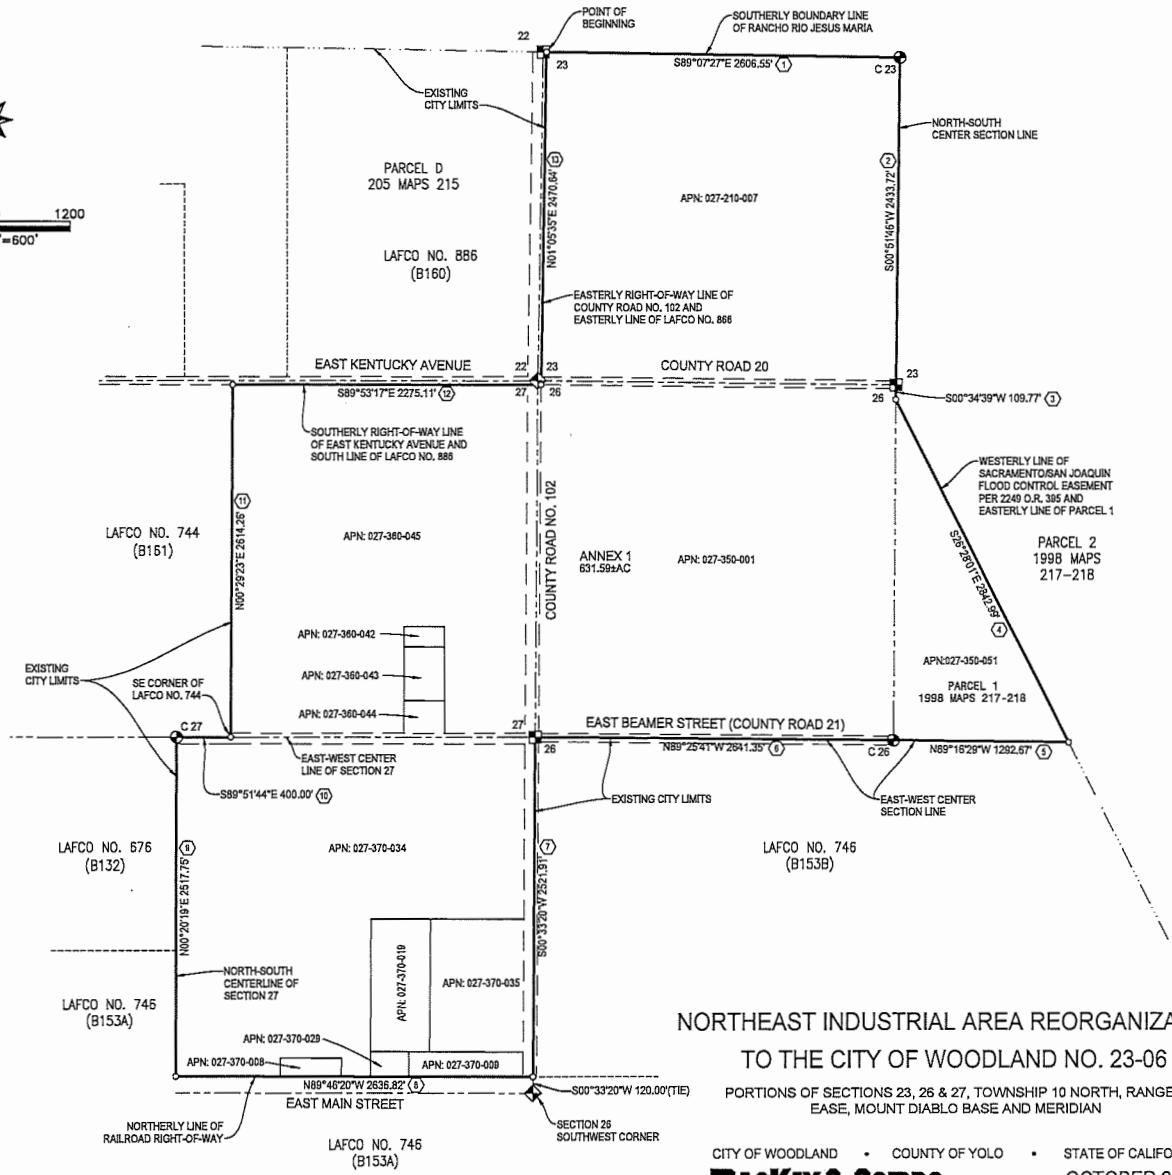 POINT OF
BEGINNING
SOUTHERLY BOUNDARY LINE
OF RANCHO RIO JESUS MARIA
22
23
S89°07'27"E 2606.55' 1
C 23
EXISTING
CITY LIMITS
NORTH-SOUTH
CENTER SECTION LINE
PARCEL D
205 MAPS 215
13
N01°05'35"E 2470.64'
2
S00°51'46"W 2433.72'
APN: 027-210-007
1200
'=600'
LAFCO NO. 886
(B160)
EASTERLY RIGHT-OF-WAY LINE OF
COUNTY ROAD NO. 102 AND
EASTERLY LINE OF LAFCO NO. 866
EAST KENTUCKY AVENUE
22
23
COUNTY ROAD 20
23
S89°53'17"E 2275.11' 12
27
26
26
S00°34'39"W 109.77' 3
SOUTHERLY RIGHT-OF-WAY LINE
OF EAST KENTUCKY AVENUE AND
SOUTH LINE OF LAFCO NO. 886
WESTERLY LINE OF
SACRAMENTO/SAN JOAQUIN
FLOOD CONTROL EASEMENT
PER 2249 O.R. 395 AND
EASTERLY LINE OF PARCEL 1
11
N00°29'23"E 2614.26'
LAFCO NO. 744
(B161)
APN: 027-360-045
COUNTY ROAD NO. 102
ANNEX 1
631.59±AC
APN: 027-350-001
S26°28'01"E 2842.99'
4
PARCEL 2
1998 MAPS
217-218
APN: 027-360-042
APN: 027-360-043
APN: 027-360-044
APN:027-350-051
PARCEL 1
1998 MAPS 217-218
EXISTING
CITY LIMITS
SE CORNER OF
LAFCO NO. 744
C 27
27
26
EAST BEAMER STREET (COUNTY ROAD 21)
N89°25'41"W 2641.35' 6
C 26
N89°16'29"W 1292.67' 5
EAST-WEST CENTER
LINE OF SECTION 27
S89°51'44"E 400.00' 10
EXISTING CITY LIMITS
EAST-WEST CENTER
SECTION LINE
LAFCO NO. 676
(B132)
9
N00°20'19"E 2517.75'
APN: 027-370-034
7
S00°33'20"W 2521.91'
LAFCO NO. 746
(B153B)
NORTH-SOUTH
CENTERLINE OF
SECTION 27
APN: 027-370-019
APN: 027-370-035
LAFCO NO. 746
(B153A)
APN: 027-370-029
APN: 027-370-008
APN: 027-370-009
N89°46'20"W 2636.82' 8
EAST MAIN STREET
S00°33'20"W 120.00'(TIE)
NORTHERLY LINE OF
RAILROAD RIGHT-OF-WAY
SECTION 26
SOUTHWEST CORNER
LAFCO NO. 746
(B153A)
NORTHEAST INDUSTRIAL AREA REORGANIZA
TO THE CITY OF WOODLAND NO. 23-06
PORTIONS OF SECTIONS 23, 26 & 27, TOWNSHIP 10 NORTH, RANGE
EASE, MOUNT DIABLO BASE AND MERIDIAN
CITY OF WOODLAND • COUNTY OF YOLO • STATE OF CALIFO